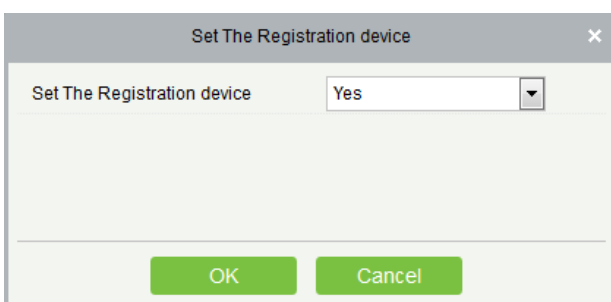 Set The Registration device ×
Set The Registration device Yes
OK Cancel